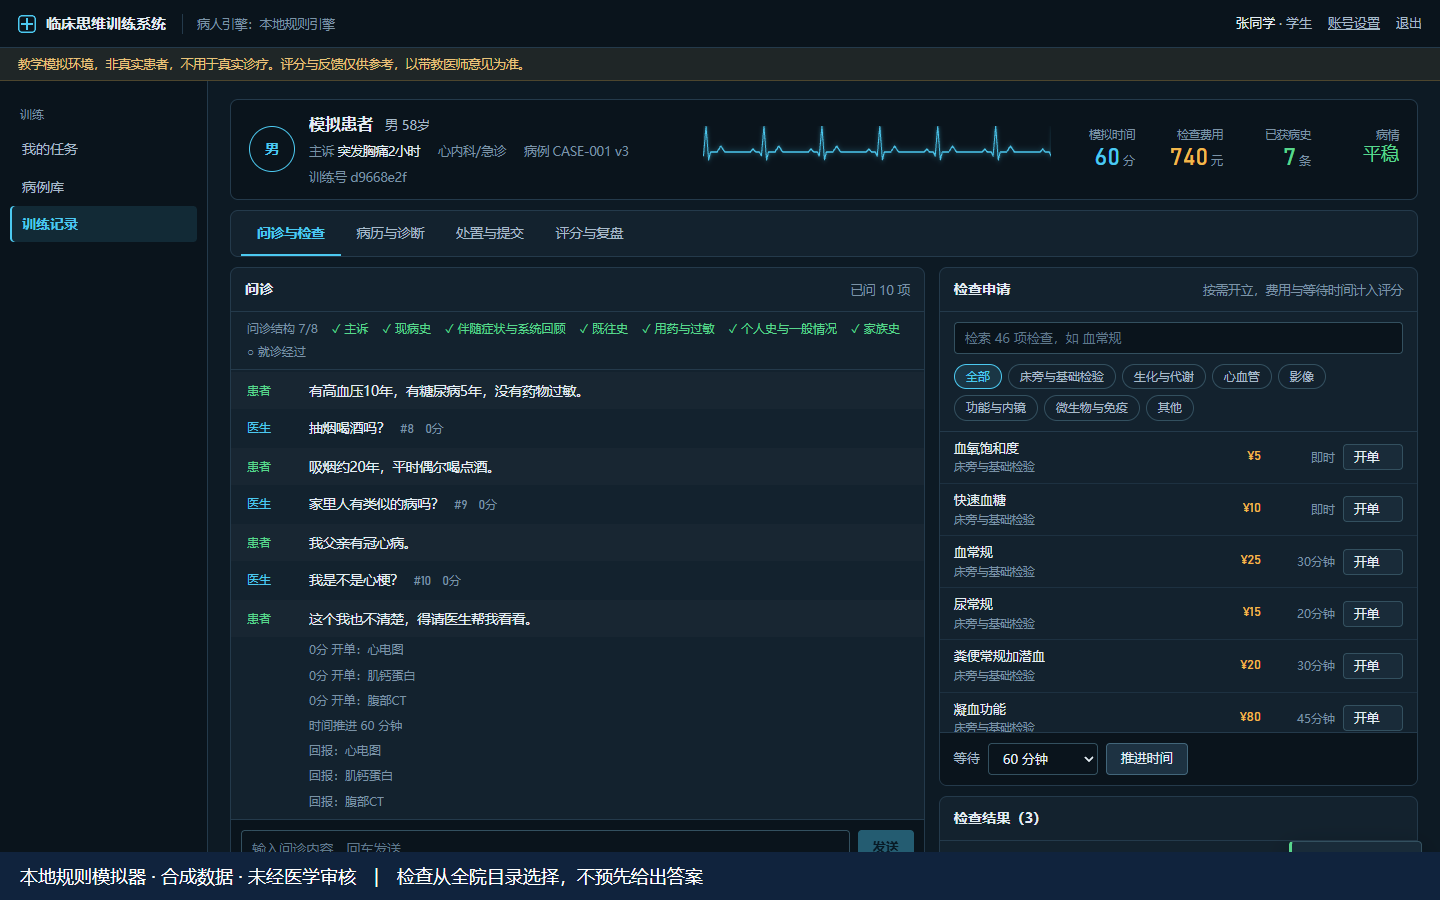 临床思维训练系统 病人引擎：本地规则引擎 张同学 · 学生 账号设置 退出
教学模拟环境，非真实患者，不用于真实诊疗。评分与反馈仅供参考，以带教医师意见为准。
训练
我的任务
病例库
训练记录
男
模拟患者 男 58岁
主诉 突发胸痛2小时 心内科/急诊 病例 CASE-001 v3
训练号 d9668e2f
模拟时间 检查费用 已获病史 病情
60 分 740 元 7 条 平稳
问诊与检查 病历与诊断 处置与提交 评分与复盘
问诊 已问 10 项
问诊结构 7/8 ✓ 主诉 ✓ 现病史 ✓ 伴随症状与系统回顾 ✓ 既往史 ✓ 用药与过敏 ✓ 个人史与一般情况 ✓ 家族史
○ 就诊经过
患者 有高血压10年，有糖尿病5年，没有药物过敏。
医生 抽烟喝酒吗？ #8 0分
患者 吸烟约20年，平时偶尔喝点酒。
医生 家里人有类似的病吗？ #9 0分
患者 我父亲有冠心病。
医生 我是不是心梗？ #10 0分
患者 这个我也不清楚，得请医生帮我看看。
0分 开单：心电图
0分 开单：肌钙蛋白
0分 开单：腹部CT
时间推进 60 分钟
回报：心电图
回报：肌钙蛋白
回报：腹部CT
输入问诊内容，回车发送 发送
检查申请 按需开立，费用与等待时间计入评分
检索 46 项检查，如 血常规
全部 床旁与基础检验 生化与代谢 心血管 影像
功能与内镜 微生物与免疫 其他
血氧饱和度 ¥5 即时 开单
床旁与基础检验
快速血糖 ¥10 即时 开单
床旁与基础检验
血常规 ¥25 30分钟 开单
床旁与基础检验
尿常规 ¥15 20分钟 开单
床旁与基础检验
粪便常规加潜血 ¥20 30分钟 开单
床旁与基础检验
凝血功能 ¥80 45分钟 开单
床旁与基础检验
等待 60 分钟 推进时间
检查结果（3）
本地规则模拟器 · 合成数据 · 未经医学审核 | 检查从全院目录选择，不预先给出答案